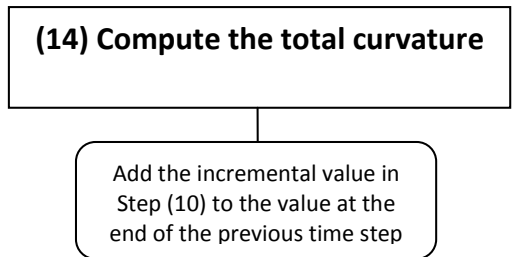 (14) Compute the total curvature
Add the incremental value in
Step (10) to the value at the
end of the previous time step